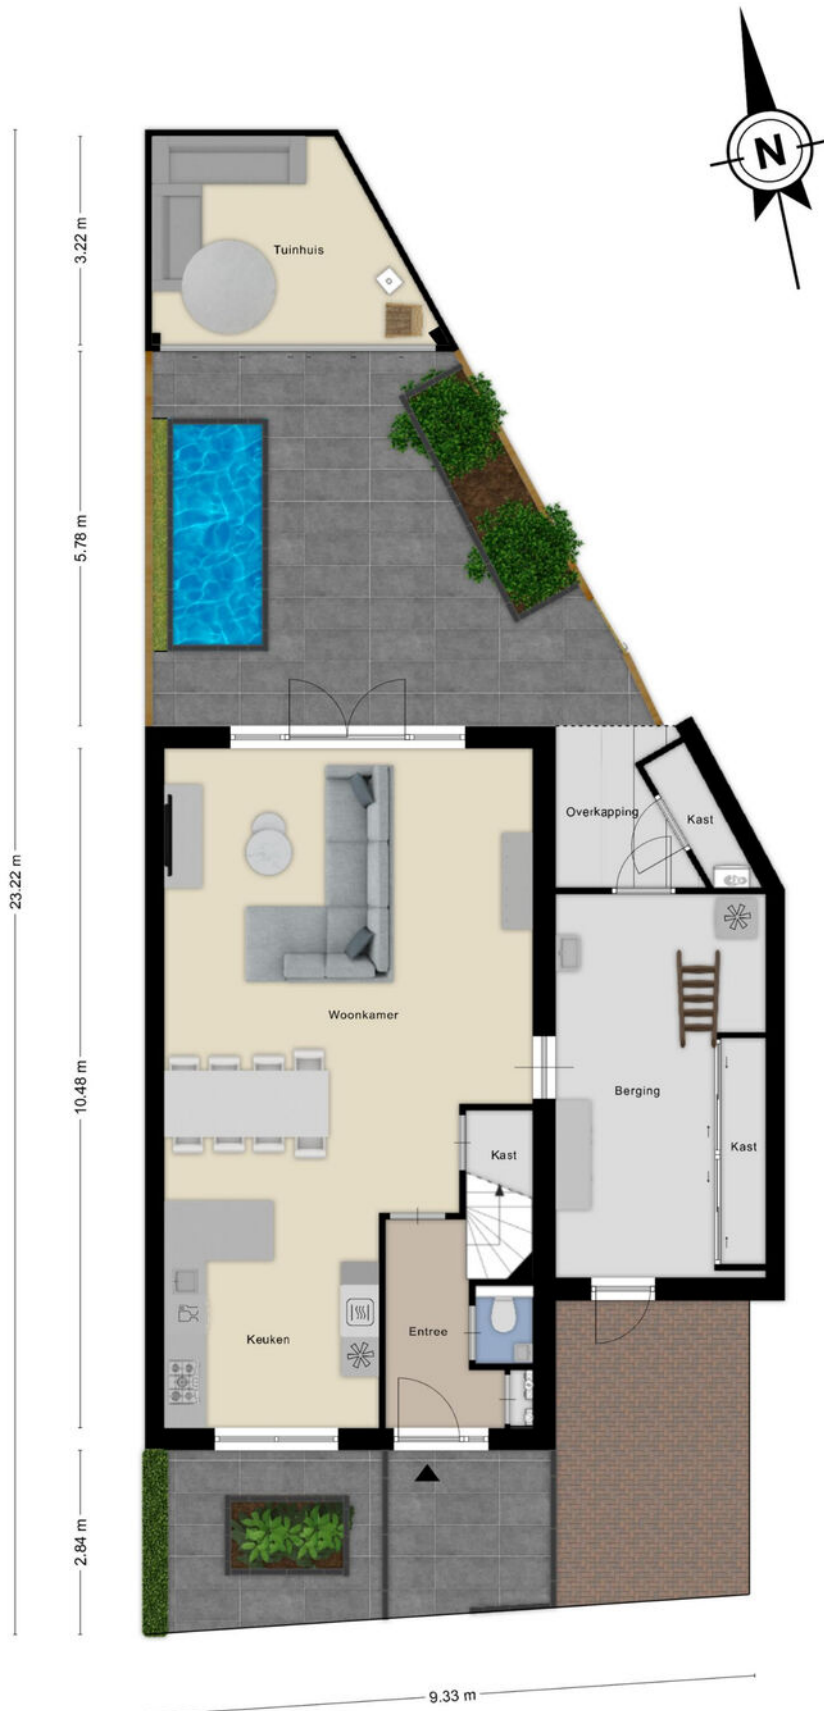 N
Tuinhuis
3.22 m
5.78 m
Overkapping
Kast
23.22 m
Woonkamer
10.48 m
Berging
Kast
Kast
Keuken
Entree
2.84 m
9.33 m